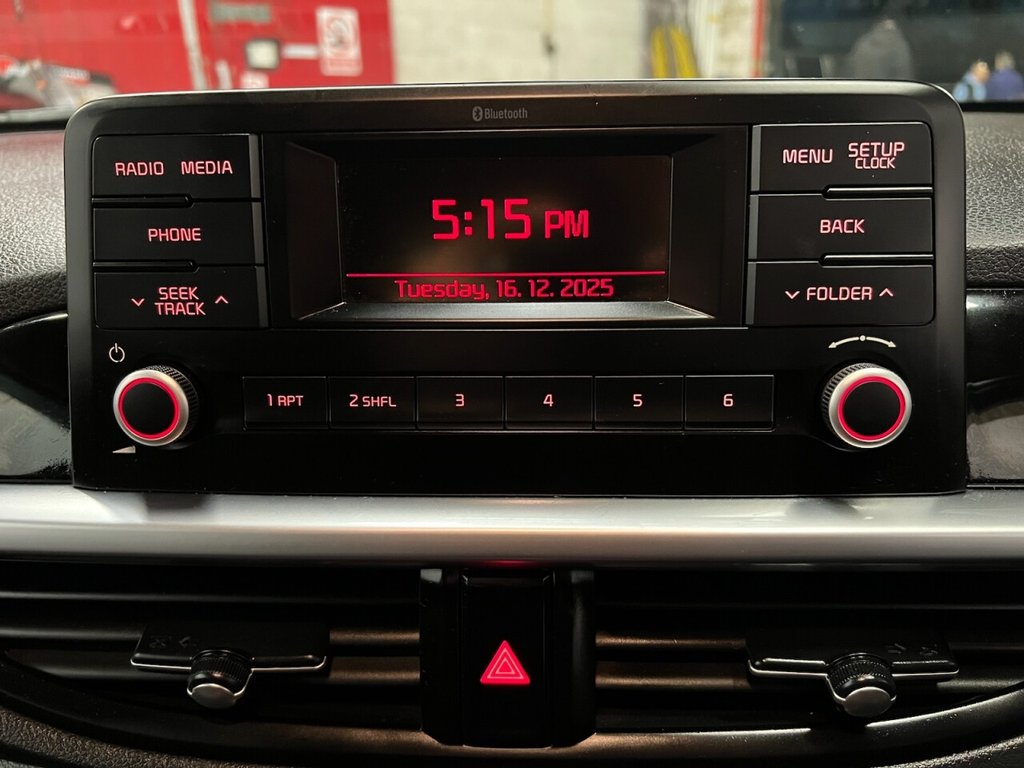 Bluetooth
RADIO MEDIA
PHONE
SEEK
TRACK
5:15 PM
Tuesday, 16. 12. 2025
MENU SETUP
CLOCK
BACK
FOLDER
1 RPT
2 SHFL
3
4
5
6